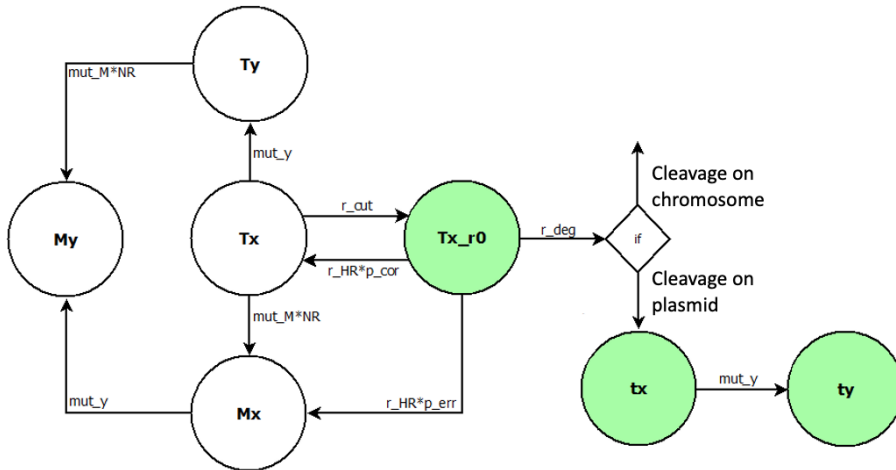 Ty
mut_M*NR
mut_y
Cleavage on
chromosome
r_cut
My
Tx
Tx_r0
r_deg
if
r_HR*p_cor
Cleavage on
plasmid
mut_M*NR
tx
mut_y
ty
mut_y
Mx
r_HR*p_err